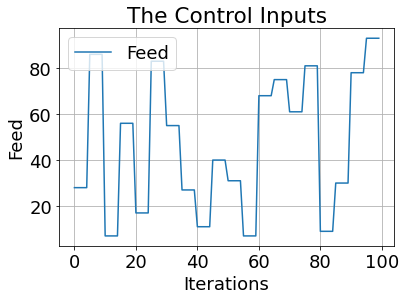 The Control Inputs
Feed
80
60
40
20
Feed
0 20 40 60 80 100
Iterations